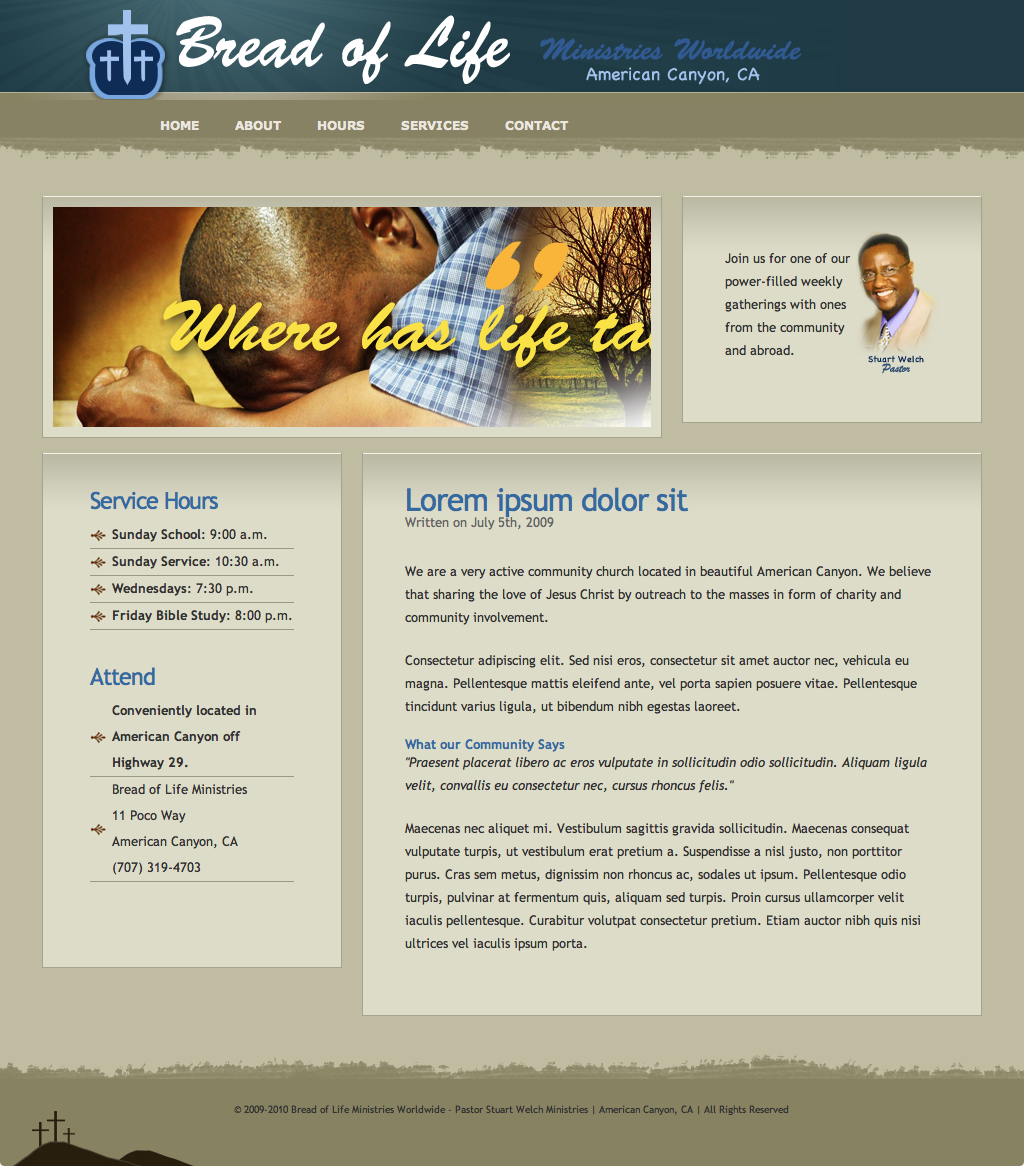 Bread of Life
Ministries Worldwide
American Canyon, CA
HOME ABOUT HOURS SERVICES CONTACT
Where has life
Join us for one of our
power-filled weekly
gatherings with ones
from the community
and abroad.
Stuart Welch
Pastor
Service Hours
Sunday School: 9:00 a.m.
Sunday Service: 10:30 a.m.
Wednesdays: 7:30 p.m.
Friday Bible Study: 8:00 p.m.
Attend
Conveniently located in
American Canyon off
Highway 29.
Bread of Life Ministries
11 Poco Way
American Canyon, CA
(707) 319-4703
Lorem ipsum dolor sit
Written on July 5th, 2009
We are a very active community church located in beautiful American Canyon. We believe
that sharing the love of Jesus Christ by outreach to the masses in form of charity and
community involvement.
Consectetur adipiscing elit. Sed nisi eros, consectetur sit amet auctor nec, vehicula eu
magna. Pellentesque mattis eleifend ante, vel porta sapien posuere vitae. Pellentesque
tincidunt varius ligula, ut bibendum nibh egestas laoreet.
What our Community Says
"Praesent placerat libero ac eros vulputate in sollicitudin odio sollicitudin. Aliquam ligula
velit, convallis eu consectetur nec, cursus rhoncus felis."
Maecenas nec aliquet mi. Vestibulum sagittis gravida sollicitudin. Maecenas consequat
vulputate turpis, ut vestibulum erat pretium a. Suspendisse a nisl justo, non porttitor
purus. Cras sem metus, dignissim non rhoncus ac, sodales ut ipsum. Pellentesque odio
turpis, pulvinar at fermentum quis, aliquam sed turpis. Proin cursus ullamcorper velit
iaculis pellentesque. Curabitur volutpat consectetur pretium. Etiam auctor nibh quis nisi
ultrices vel iaculis ipsum porta.
© 2009-2010 Bread of Life Ministries Worldwide - Pastor Stuart Welch Ministries | American Canyon, CA | All Rights Reserved